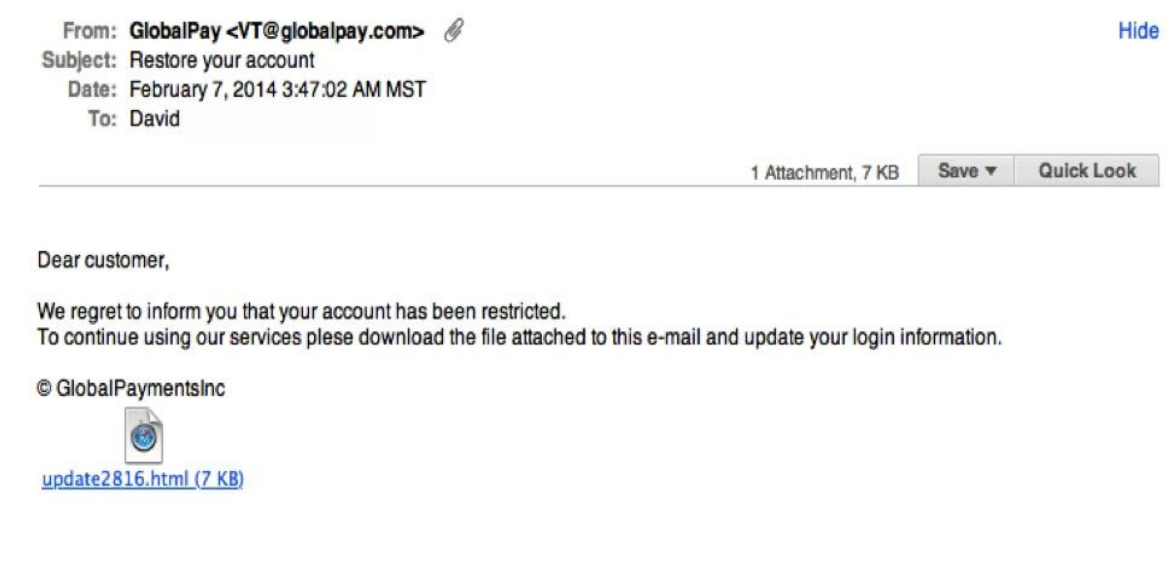 From: GlobalPay <VT@globalpay.com> Hide
Subject: Restore your account
Date: February 7, 2014 3:47:02 AM MST
To: David
1 Attachment, 7 KB Save ▼ Quick Look
Dear customer,
We regret to inform you that your account has been restricted.
To continue using our services plese download the file attached to this e-mail and update your login information.
© GlobalPaymentsInc
update2816.html (7 KB)